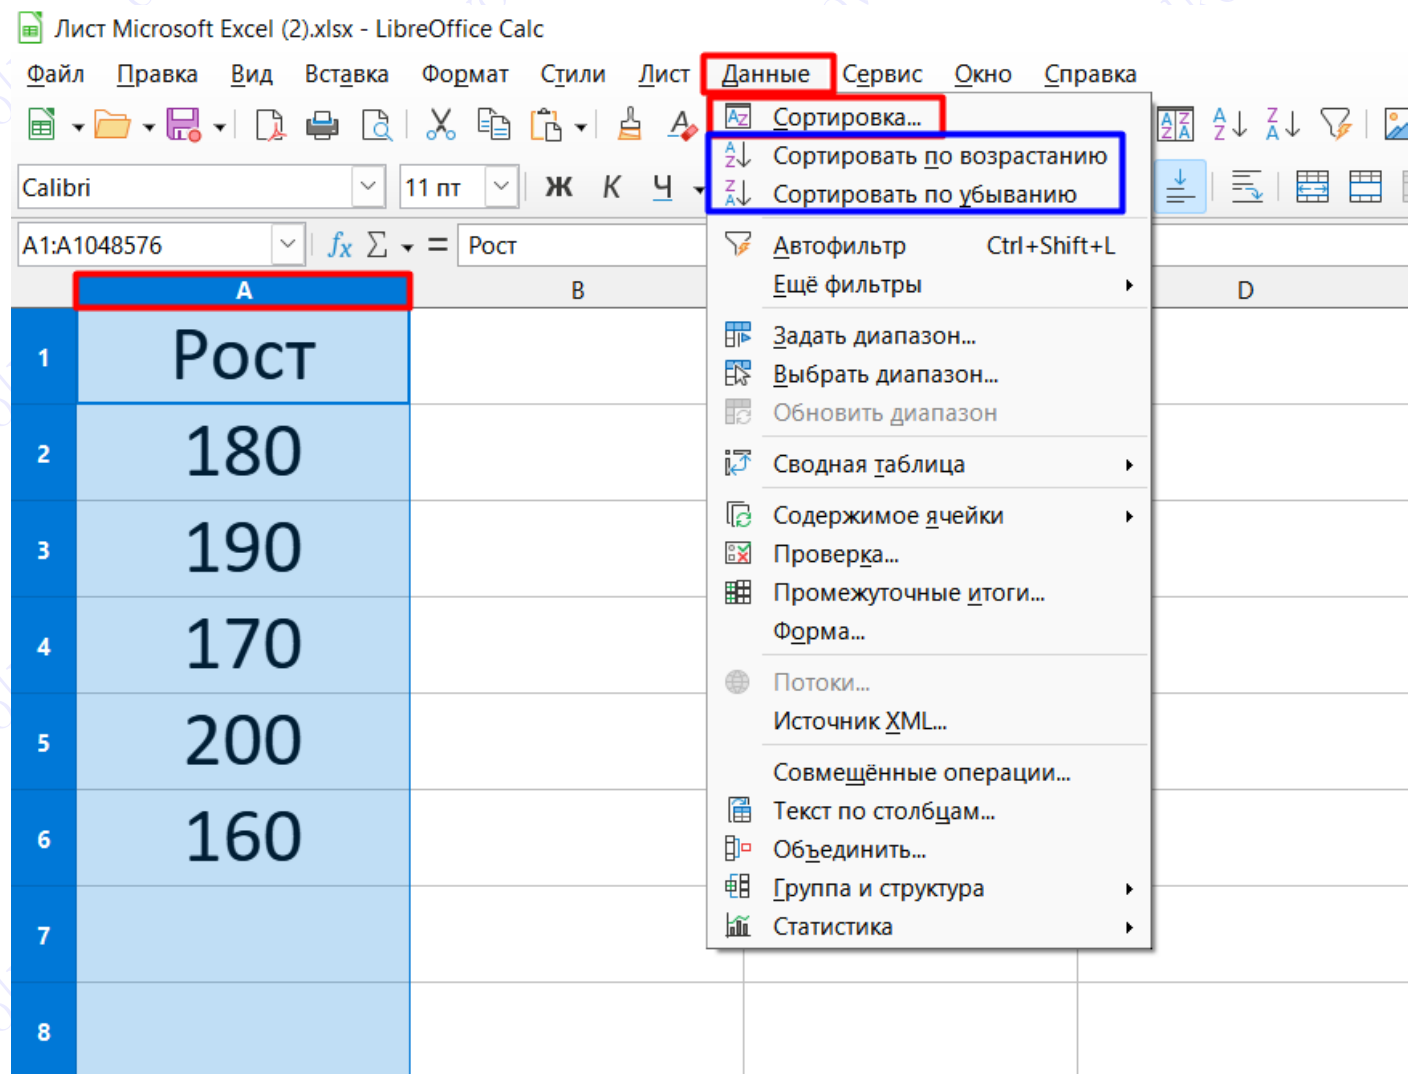 Лист Microsoft Excel (2).xlsx - LibreOffice Calc
Файл Правка Вид Вставка Формат Стили Лист Данные Сервис Окно Справка
Calibri 11 пт Ж К Ч
A1:A1048576 fx Σ = Рост
A B D
1 Рост
2 180
3 190
4 170
5 200
6 160
7
8
Сортировка...
Сортировать по возрастанию
Сортировать по убыванию
Автофильтр Ctrl+Shift+L
Ещё фильтры
Задать диапазон...
Выбрать диапазон...
Обновить диапазон
Сводная таблица
Содержимое ячейки
Проверка...
Промежуточные итоги...
Форма...
Потоки...
Источник XML...
Совмещённые операции...
Текст по столбцам...
Объединить...
Группа и структура
Статистика